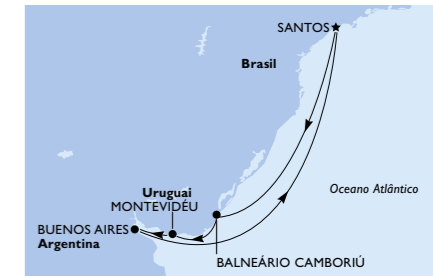 SANTOS
Brasil
Oceano Atlântico
Uruguai
MONTEVIDÉU
BUENOS AIRES
Argentina
BALNEÁRIO CAMBORIÚ